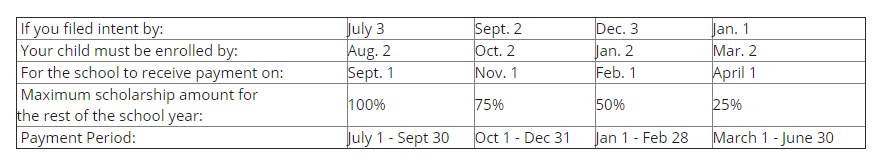 If you filed intent by: July 3 Sept. 2 Dec. 3 Jan. 1
Your child must be enrolled by: Aug. 2 Oct. 2 Jan. 2 Mar. 2
For the school to receive payment on: Sept. 1 Nov. 1 Feb. 1 April 1
Maximum scholarship amount for
the rest of the school year: 100% 75% 50% 25%
Payment Period: July 1 - Sept 30 Oct 1 - Dec 31 Jan 1 - Feb 28 March 1 - June 30